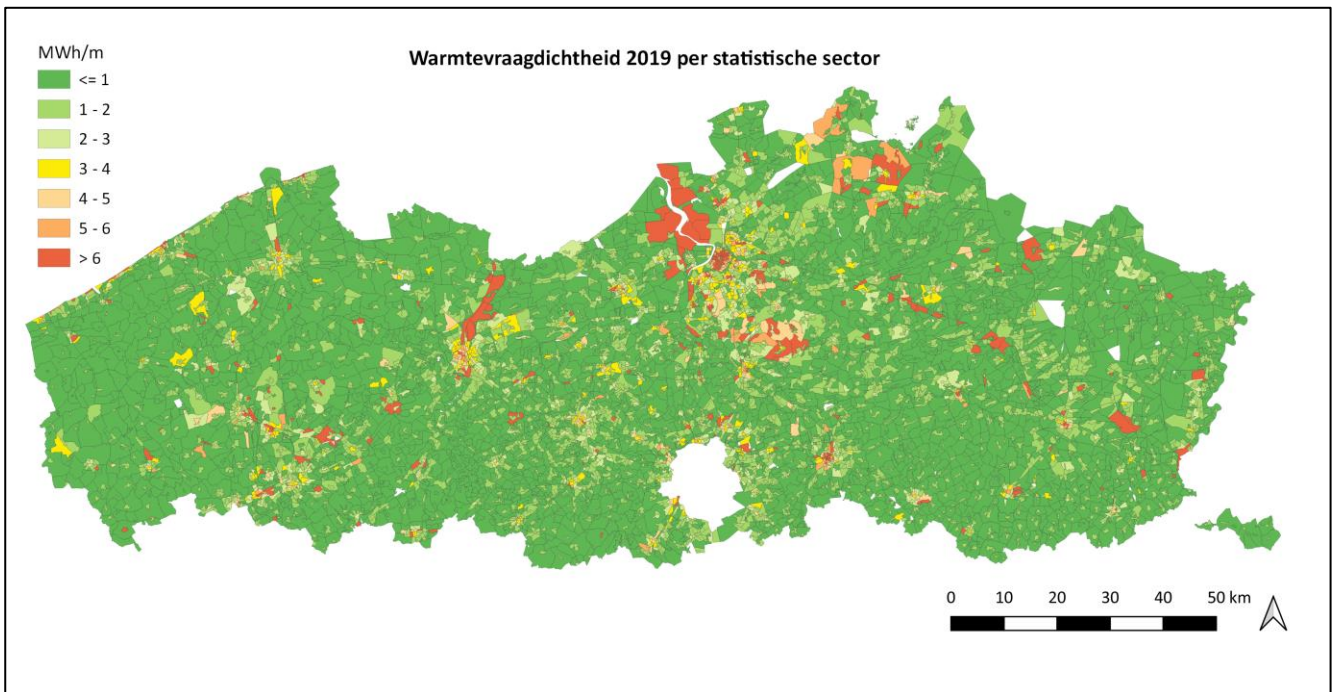 Warmtevraagdichtheid 2019 per statistische sector
MWh/m
<= 1
1 - 2
2 - 3
3 - 4
4 - 5
5 - 6
> 6
0 10 20 30 40 50 km